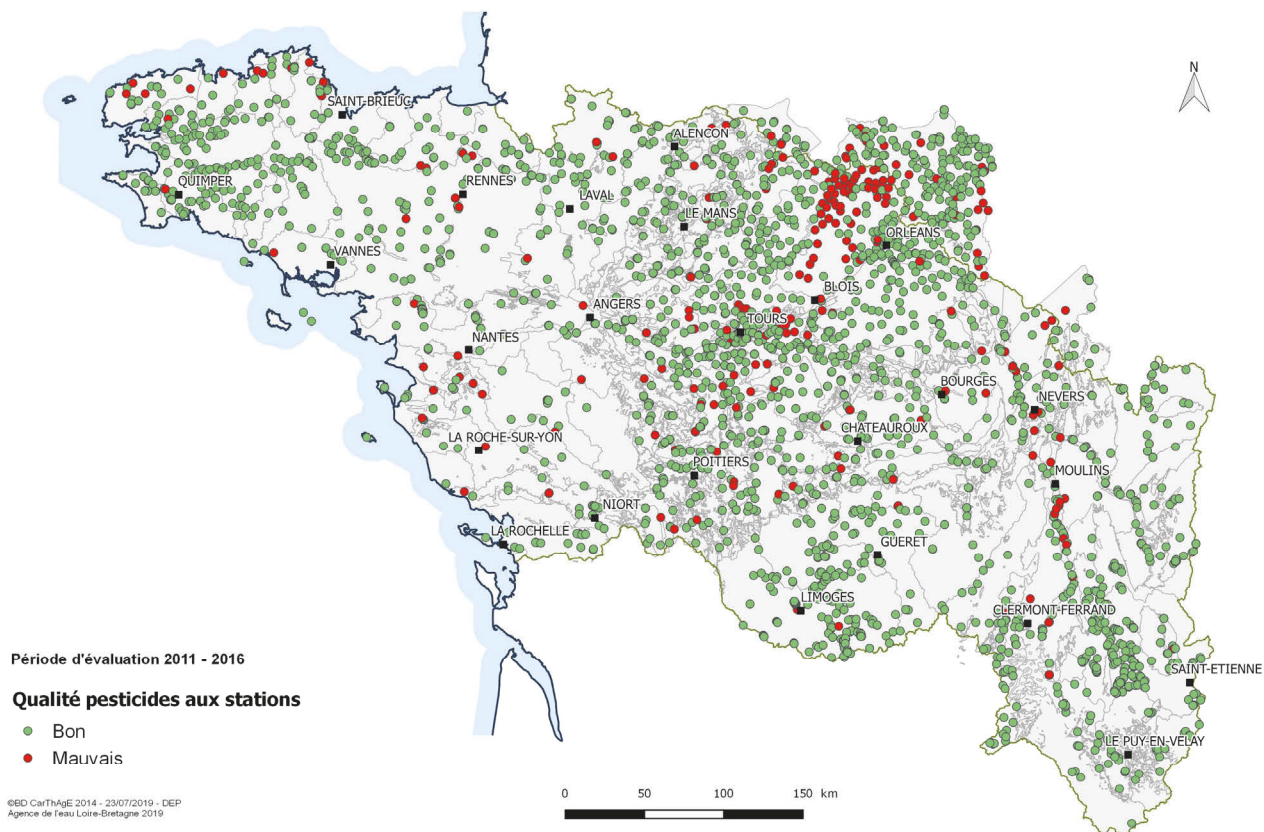 N
SAINT-BRIEUC
ALENCON
QUIMPER
RENNES
LAVAL
LE MANS
ORLEANS
VANNES
BLOIS
ANGERS
TOURS
NANTES
BOURGES
NEVERS
CHATEAUROUX
LA ROCHE-SUR-YON
POITIERS
MOULINS
NIORT
LA ROCHELLE
GUERET
LIMOGES
CLERMONT-FERRAND
SAINT-ETIENNE
LE PUY-EN-VELAY
Période d'évaluation 2011 - 2016
Qualité pesticides aux stations
Bon
Mauvais
©BD CarThAgE 2014 - 23/07/2019 - DEP
Agence de l'eau Loire-Bretagne 2019
0 50 100 150 km